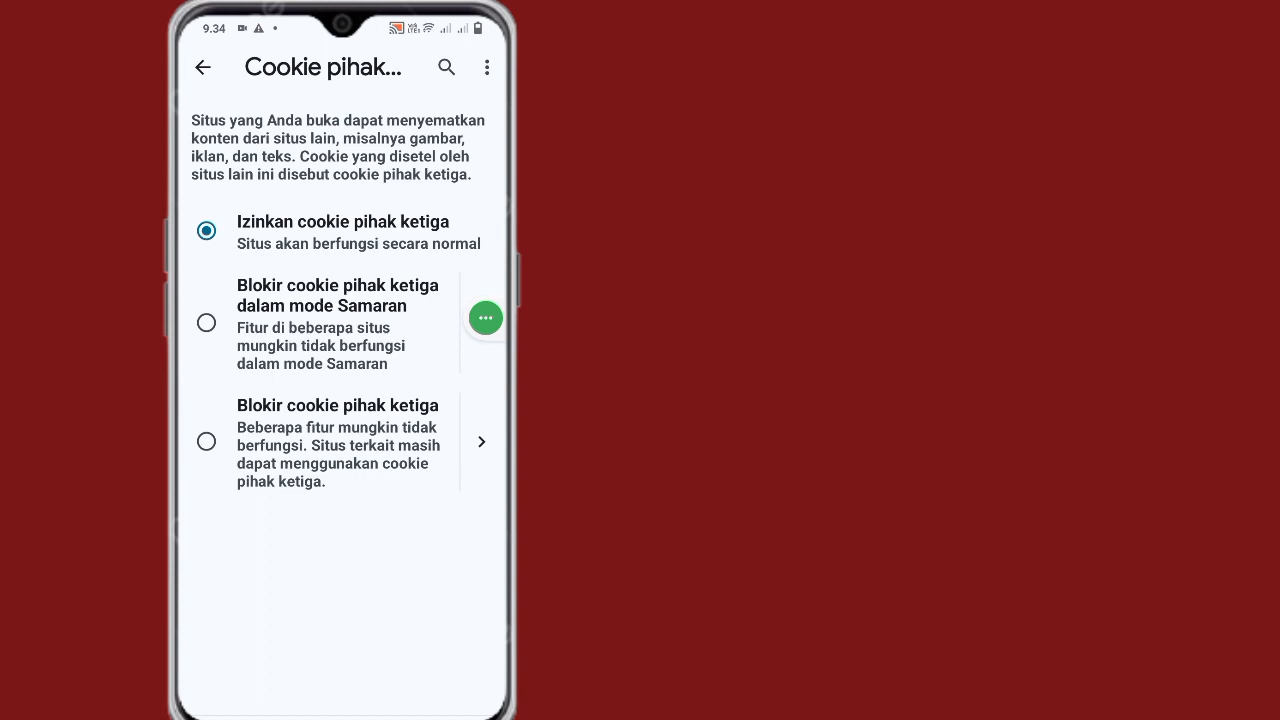 9.34
Cookie pihak...
Situs yang Anda buka dapat menyematkan
konten dari situs lain, misalnya gambar,
iklan, dan teks. Cookie yang disetel oleh
situs lain ini disebut cookie pihak ketiga.
Izinkan cookie pihak ketiga
Situs akan berfungsi secara normal
Blokir cookie pihak ketiga
dalam mode Samaran
Fitur di beberapa situs
mungkin tidak berfungsi
dalam mode Samaran
Blokir cookie pihak ketiga
Beberapa fitur mungkin tidak
berfungsi. Situs terkait masih
dapat menggunakan cookie
pihak ketiga.